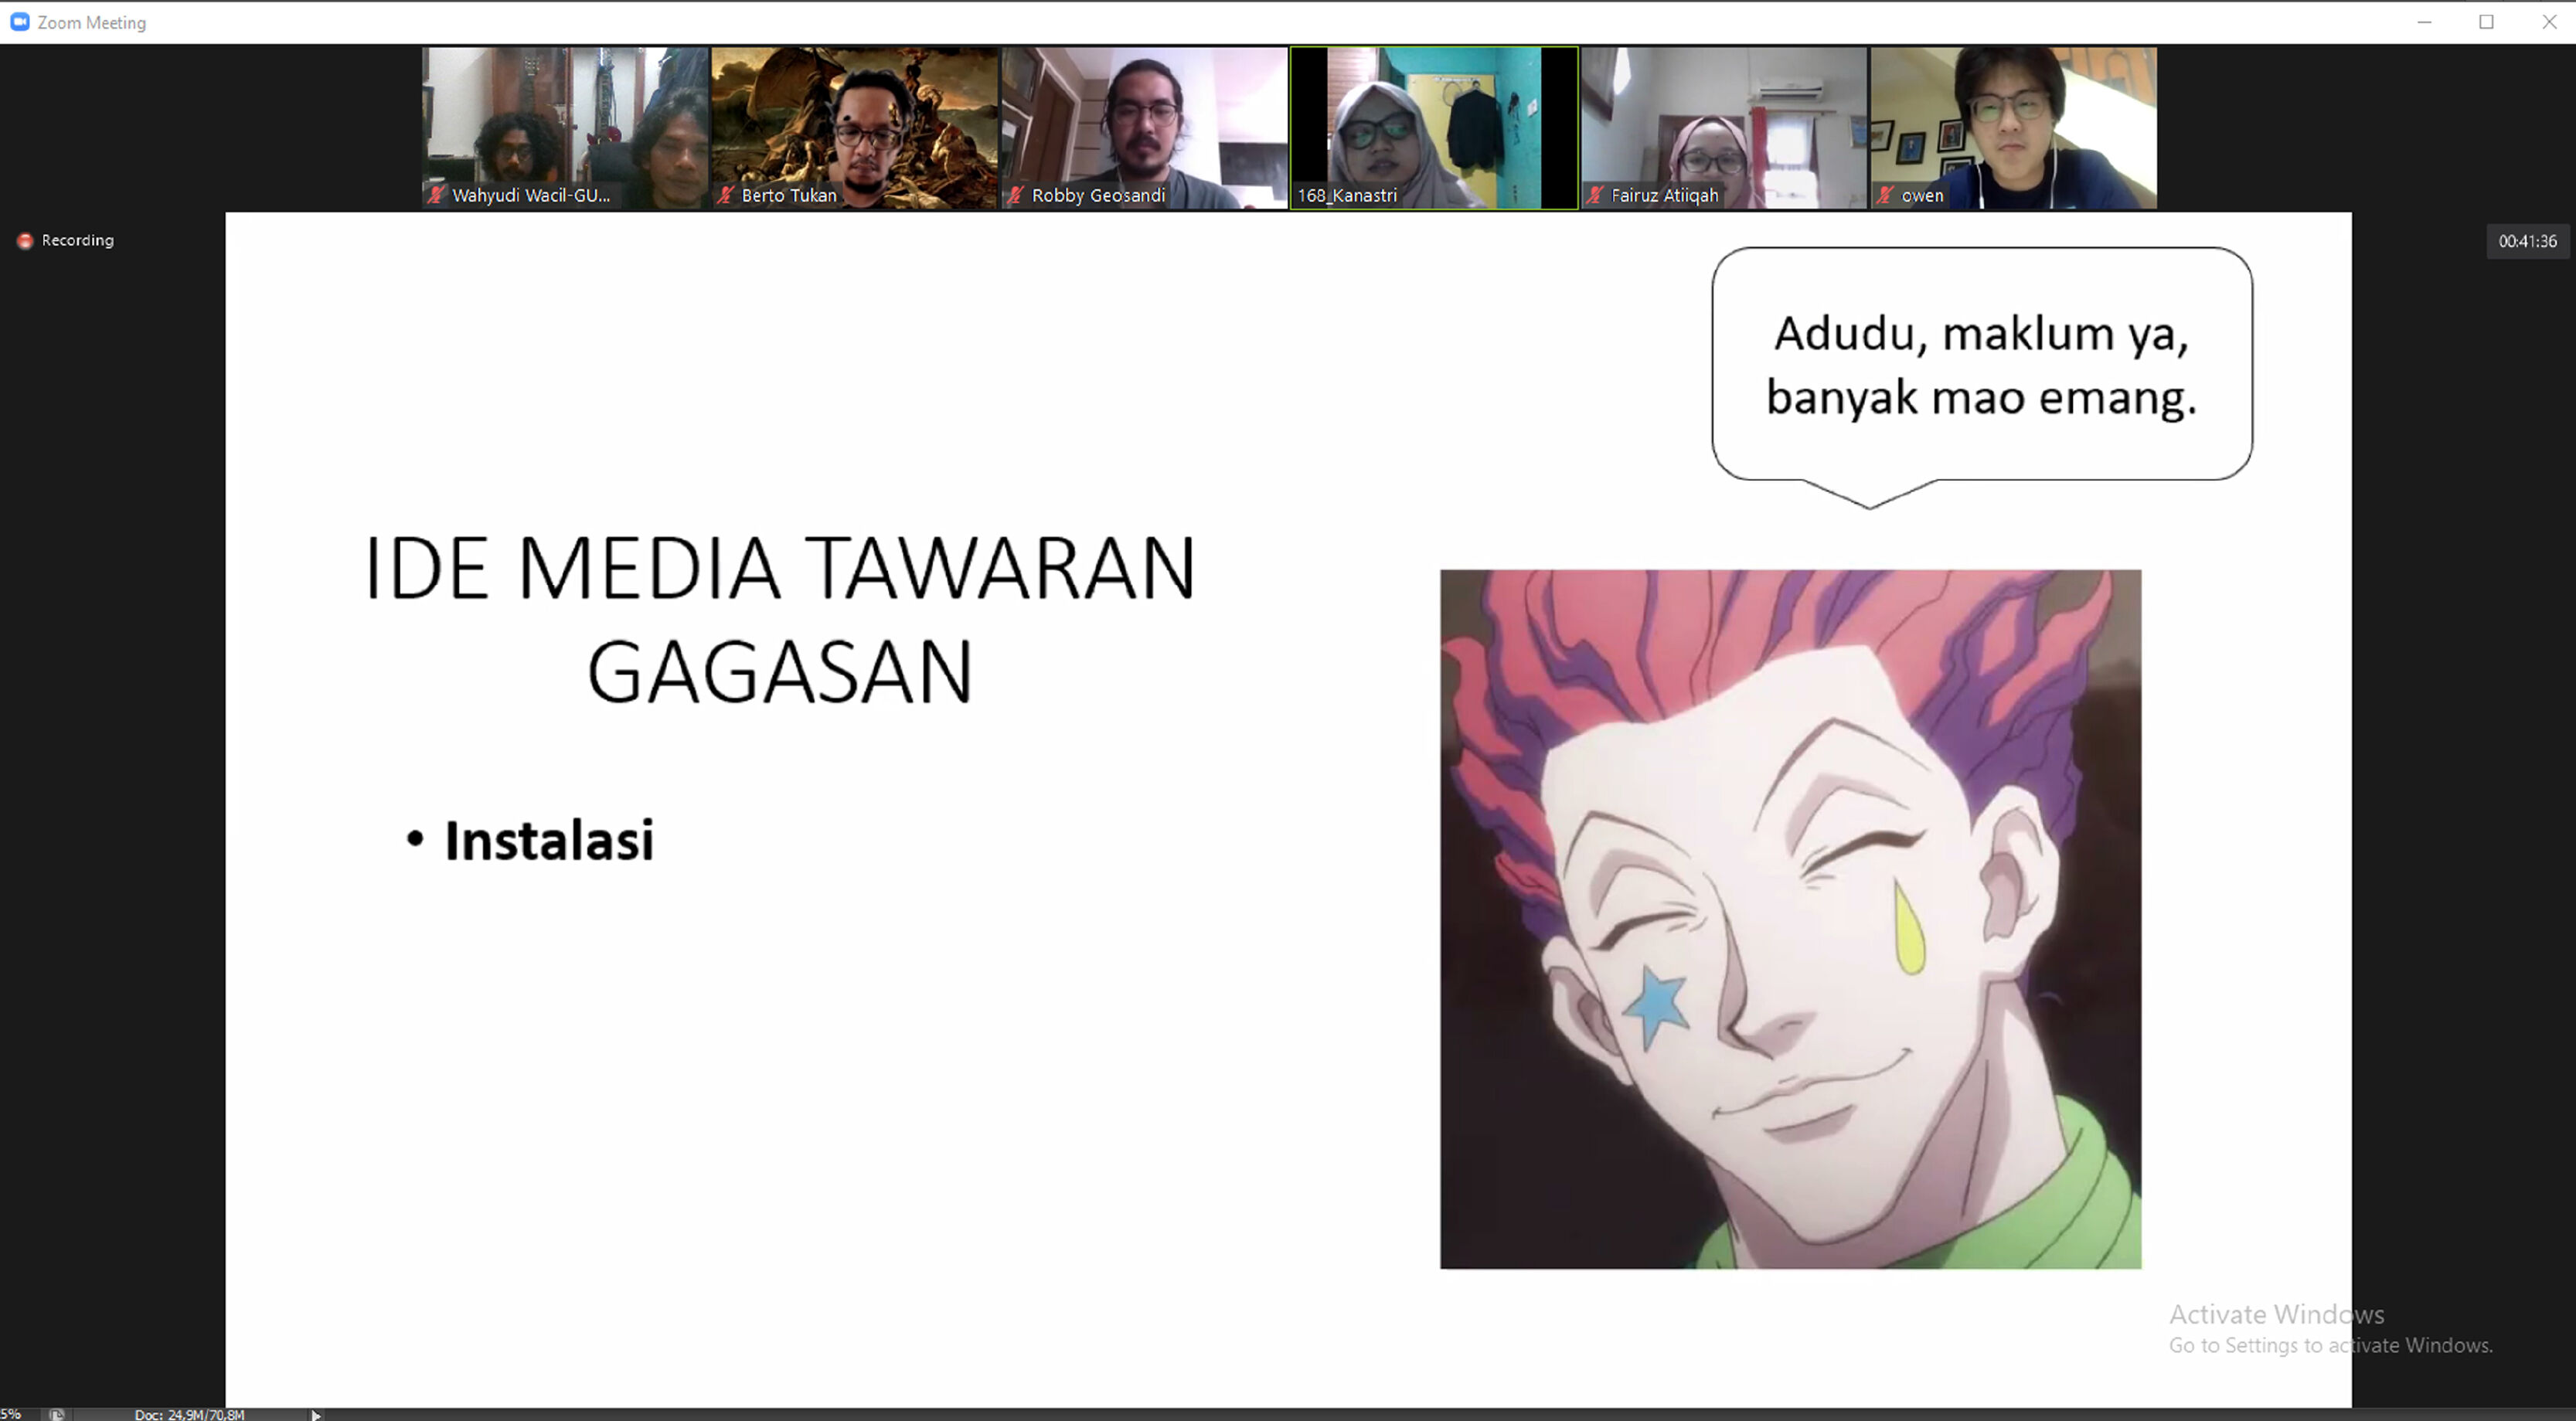 Zoom Meeting
Wahyudi Wacil-GU...
Berto Tukan
Robby Geosandi
168_Kanastri
Fairuz Atiiqah
owen
Recording
00:41:36
Adudu, maklum ya,
banyak mao emang.
IDE MEDIA TAWARAN
GAGASAN
• Instalasi
Activate Windows
Go to Settings to activate Windows.
5%
Doc: 24,9M/70,8M